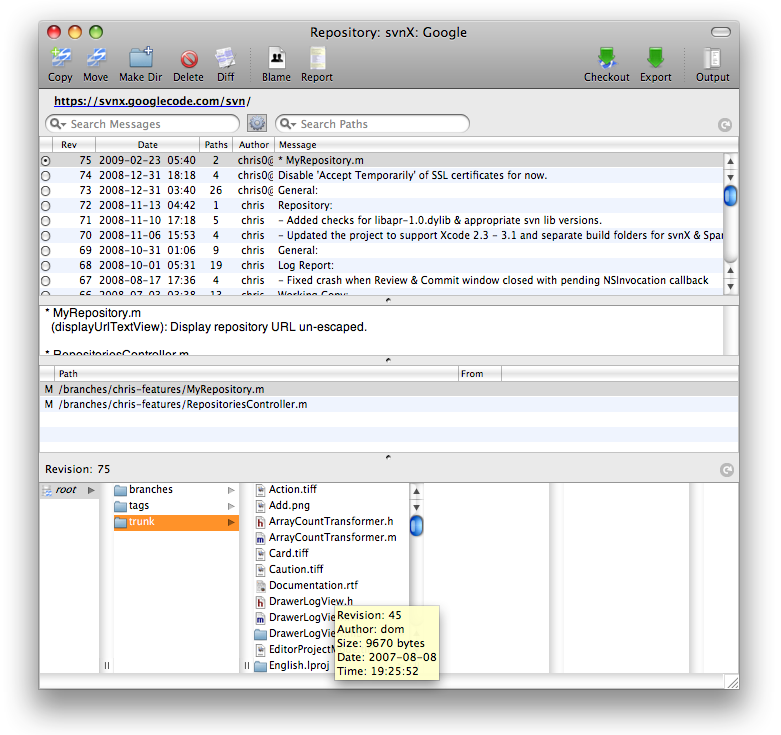 Repository: svnX: Google
Copy Move Make Dir Delete Diff Blame Report Checkout Export Output
https://svnx.googlecode.com/svn/
Search Messages Search Paths
Rev Date Paths Author Message
75 2009-02-23 05:40 2 chris0@ * MyRepository.m
74 2008-12-31 18:18 4 chris0@ Disable 'Accept Temporarily' of SSL certificates for now.
73 2008-12-31 03:40 26 chris0@ General:
72 2008-11-13 04:42 1 chris Repository:
71 2008-11-10 17:18 5 chris – Added checks for libapr-1.0.dylib & appropriate svn lib versions.
70 2008-11-06 15:53 4 chris – Updated the project to support Xcode 2.3 – 3.1 and separate build folders for svnX & Spar
69 2008-10-31 01:06 9 chris General:
68 2008-10-01 05:31 19 chris Log Report:
67 2008-08-17 17:36 4 chris – Fixed crash when Review & Commit window closed with pending NSInvocation callback
66 2008-07-03 03:38 13 chris Working Copy:
* MyRepository.m
(displayUrlTextView): Display repository URL un-escaped.
* RepositoriesController.m
Path From
M /branches/chris-features/MyRepository.m
M /branches/chris-features/RepositoriesController.m
Revision: 75
root branches Action.tiff
tags Add.png
trunk ArrayCountTransformer.h
ArrayCountTransformer.m
Card.tiff
Caution.tiff
Documentation.rtf
DrawerLogView.h
DrawerLogVie
DrawerLogVie
EditorProjectM
English.lproj
Revision: 45
Author: dom
Size: 9670 bytes
Date: 2007-08-08
Time: 19:25:52